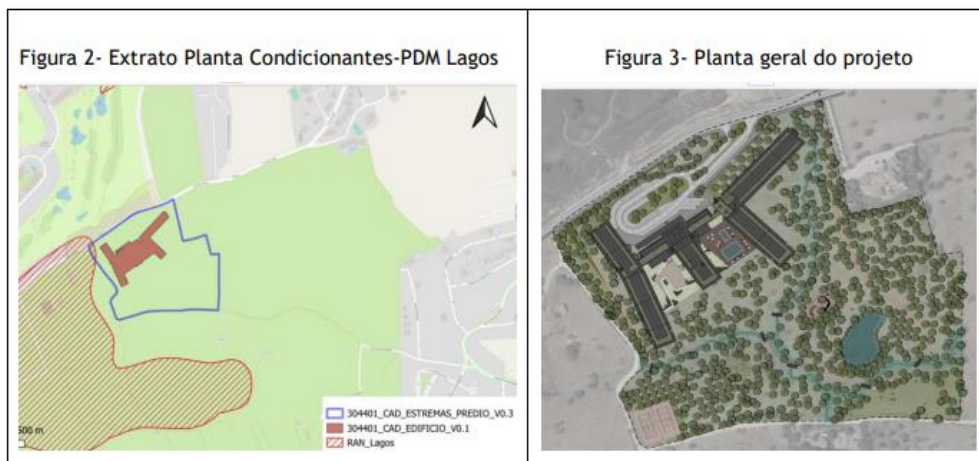 Figura 2- Extrato Planta Condicionantes-PDM Lagos
Figura 3- Planta geral do projeto
304401_CAD_ESTREMAS_PREDIO_V0.3
304401_CAD_EDIFICIO_V0.1
RAN_Lagos
500 m